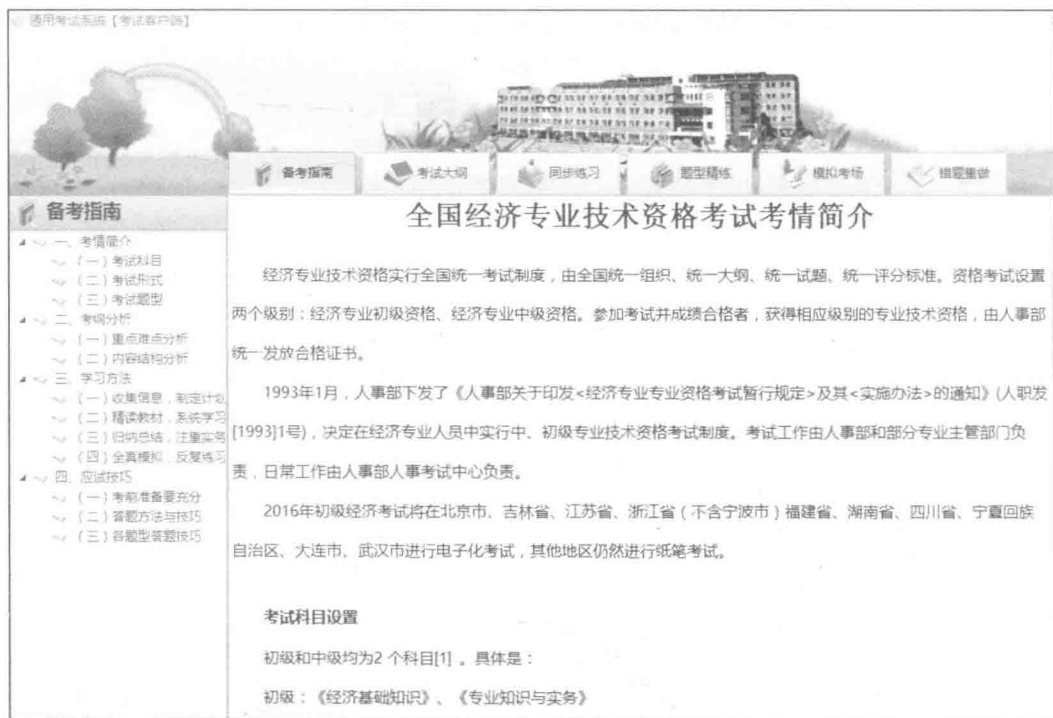 通用考试系统【考试客户端】
备考指南 考试大纲 同步练习 题型精练 模拟考场 错题重做
备考指南
一、考情简介
（一）考试科目
（二）考试形式
（三）考试题型
二、考纲分析
（一）重点难点分析
（二）内容结构分析
三、学习方法
（一）收集信息，制定计划
（二）精读教材，系统学习
（三）归纳总结，注重实务
（四）全真模拟，反复练习
四、应试技巧
（一）考前准备要充分
（二）答题方法与技巧
（三）各题型答题技巧
全国经济专业技术资格考试考情简介
经济专业技术资格实行全国统一考试制度，由全国统一组织、统一大纲、统一试题、统一评分标准。资格考试设置
两个级别：经济专业初级资格、经济专业中级资格。参加考试并成绩合格者，获得相应级别的专业技术资格，由人事部
统一发放合格证书。
1993年1月，人事部下发了《人事部关于印发<经济专业专业资格考试暂行规定>及其<实施办法>的通知》(人职发
[1993]1号)，决定在经济专业人员中实行中、初级专业技术资格考试制度。考试工作由人事部和部分专业主管部门负
责，日常工作由人事部人事考试中心负责。
2016年初级经济考试将在北京市、吉林省、江苏省、浙江省（不含宁波市）福建省、湖南省、四川省、宁夏回族
自治区、大连市、武汉市进行电子化考试，其他地区仍然进行纸笔考试。
考试科目设置
初级和中级均为2 个科目[1] 。具体是：
初级：《经济基础知识》、《专业知识与实务》